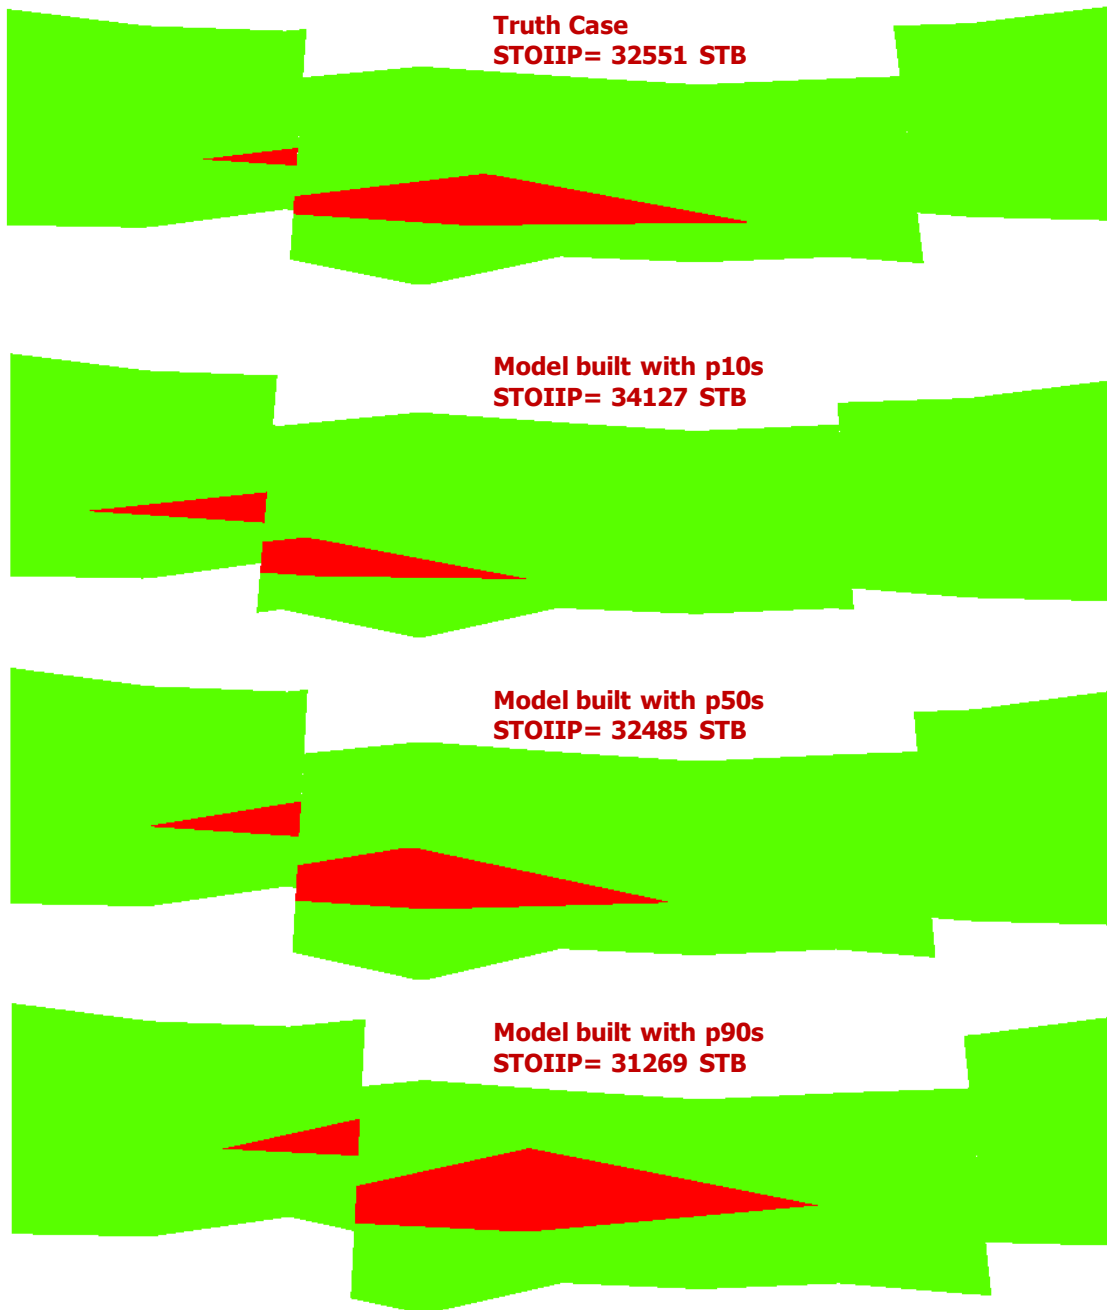 Truth Case
STOIIP= 32551 STB
Model built with p10s
STOIIP= 34127 STB
Model built with p50s
STOIIP= 32485 STB
Model built with p90s
STOIIP= 31269 STB